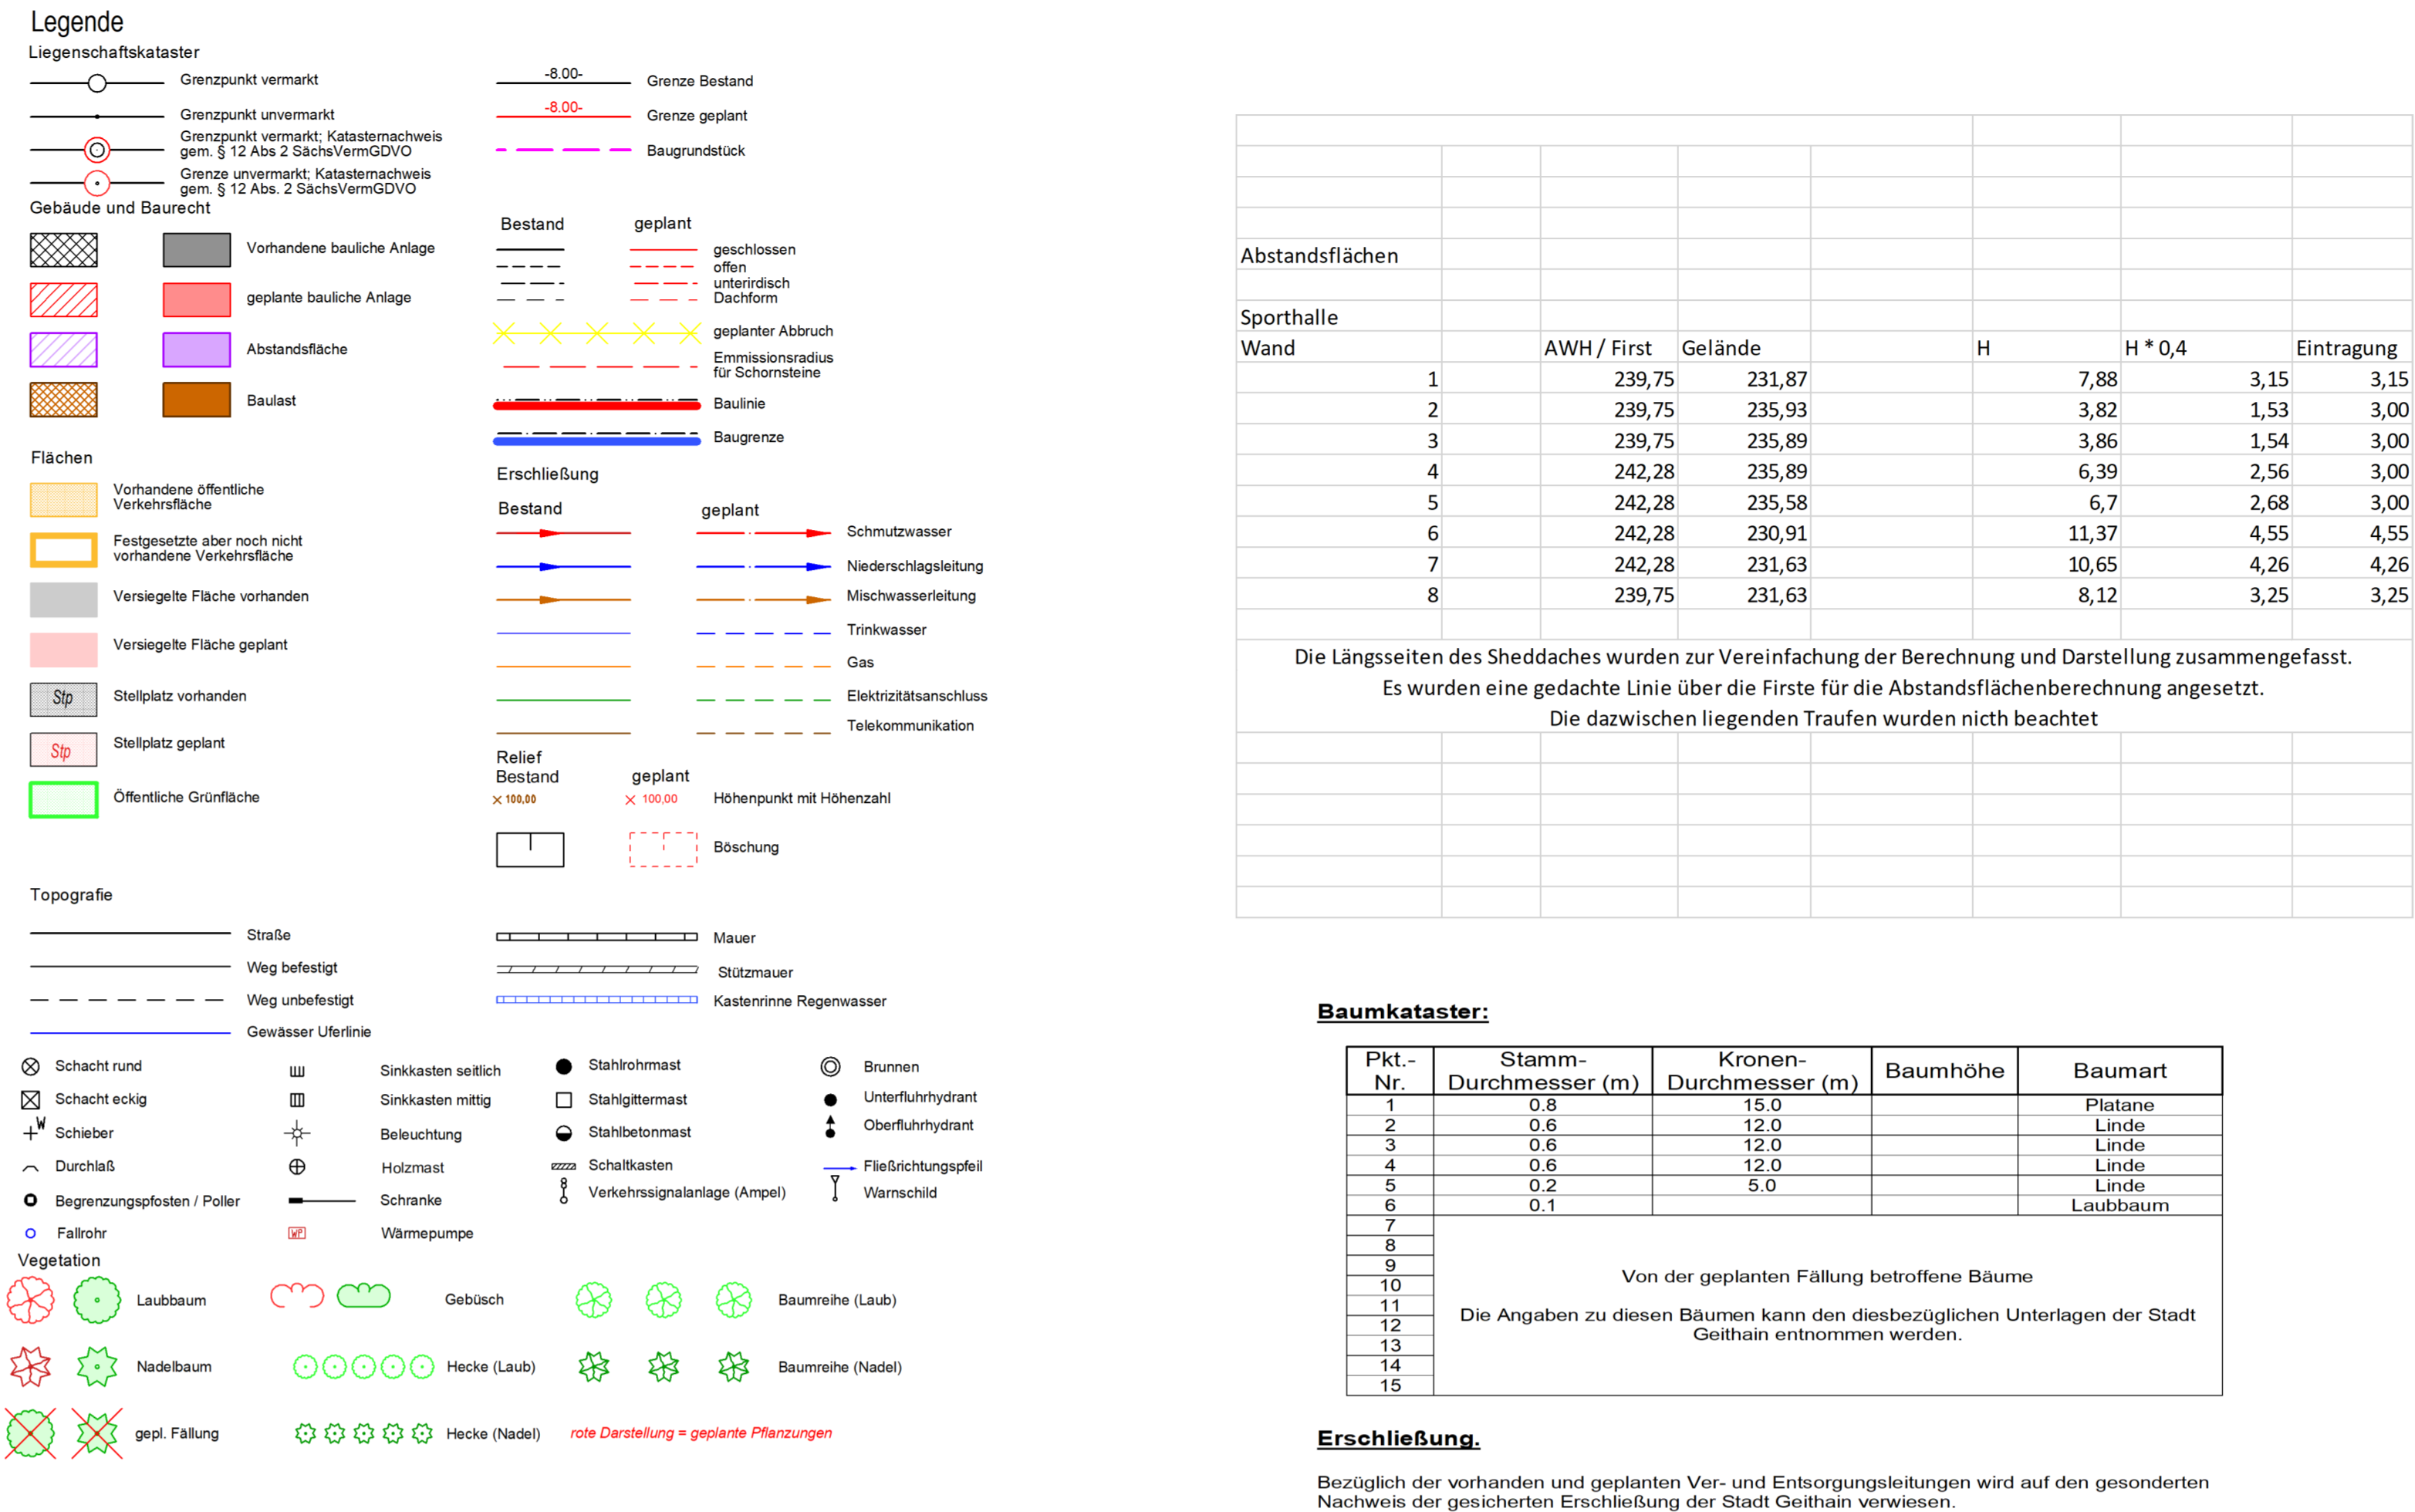 Legende
Liegenschaftskataster
Grenzpunkt vermarkt
Grenzpunkt unvermarkt
Grenzpunkt vermarkt; Katasternachweis
gem. § 12 Abs 2 SächsVermGDVO
Grenze unvermarkt; Katasternachweis
gem. § 12 Abs. 2 SächsVermGDVO
-8.00-
Grenze Bestand
-8.00-
Grenze geplant
Baugrundstück
Gebäude und Baurecht
Vorhandene bauliche Anlage
geplante bauliche Anlage
Abstandsfläche
Baulast
Bestand geplant
geschlossen
offen
unterirdisch
Dachform
geplanter Abbruch
Emmissionsradius
für Schornsteine
Baulinie
Baugrenze
Flächen
Vorhandene öffentliche
Verkehrsfläche
Festgesetzte aber noch nicht
vorhandene Verkehrsfläche
Versiegelte Fläche vorhanden
Versiegelte Fläche geplant
Stp Stellplatz vorhanden
Stp Stellplatz geplant
Öffentliche Grünfläche
Erschließung
Bestand geplant
Schmutzwasser
Niederschlagsleitung
Mischwasserleitung
Trinkwasser
Gas
Elektrizitätsanschluss
Telekommunikation
Relief
Bestand geplant
100,00 100,00 Höhenpunkt mit Höhenzahl
Böschung
Topografie
Straße
Weg befestigt
Weg unbefestigt
Gewässer Uferlinie
Mauer
Stützmauer
Kastenrinne Regenwasser
Schacht rund
Schacht eckig
W Schieber
Durchlaß
Begrenzungspfosten / Poller
Fallrohr
Sinkkasten seitlich
Sinkkasten mittig
Beleuchtung
Holzmast
Schranke
WP Wärmepumpe
Stahlrohrmast
Stahlgittermast
Stahlbetonmast
Schaltkasten
Verkehrssignalanlage (Ampel)
Brunnen
Unterfluhrhydrant
Oberfluhrhydrant
Fließrichtungspfeil
Warnschild
Vegetation
Laubbaum Gebüsch Baumreihe (Laub)
Nadelbaum Hecke (Laub) Baumreihe (Nadel)
gepl. Fällung Hecke (Nadel) rote Darstellung = geplante Pflanzungen
Abstandsflächen
Sporthalle
Wand AWH / First Gelände H H * 0,4 Eintragung
1 239,75 231,87 7,88 3,15 3,15
2 239,75 235,93 3,82 1,53 3,00
3 239,75 235,89 3,86 1,54 3,00
4 242,28 235,89 6,39 2,56 3,00
5 242,28 235,58 6,7 2,68 3,00
6 242,28 230,91 11,37 4,55 4,55
7 242,28 231,63 10,65 4,26 4,26
8 239,75 231,63 8,12 3,25 3,25
Die Längsseiten des Sheddaches wurden zur Vereinfachung der Berechnung und Darstellung zusammengefasst.
Es wurden eine gedachte Linie über die Firste für die Abstandsflächenberechnung angesetzt.
Die dazwischen liegenden Traufen wurden nicth beachtet
Baumkataster:
Pkt.-
Nr.
Stamm-
Durchmesser (m)
Kronen-
Durchmesser (m)
Baumhöhe
Baumart
1 0.8 15.0 Platane
2 0.6 12.0 Linde
3 0.6 12.0 Linde
4 0.6 12.0 Linde
5 0.2 5.0 Linde
6 0.1 Laubbaum
7
8
9
10
11
12
13
14
15
Von der geplanten Fällung betroffene Bäume
Die Angaben zu diesen Bäumen kann den diesbezüglichen Unterlagen der Stadt
Geithain entnommen werden.
Erschließung.
Bezüglich der vorhanden und geplanten Ver- und Entsorgungsleitungen wird auf den gesonderten
Nachweis der gesicherten Erschließung der Stadt Geithain verwiesen.